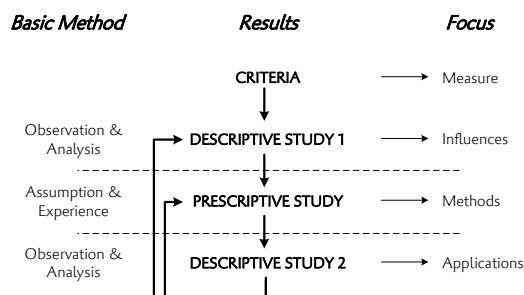 Basic Method Results Focus
CRITERIA Measure
Observation &
Analysis
DESCRIPTIVE STUDY 1 Influences
Assumption &
Experience
PRESCRIPTIVE STUDY Methods
Observation &
Analysis
DESCRIPTIVE STUDY 2 Applications